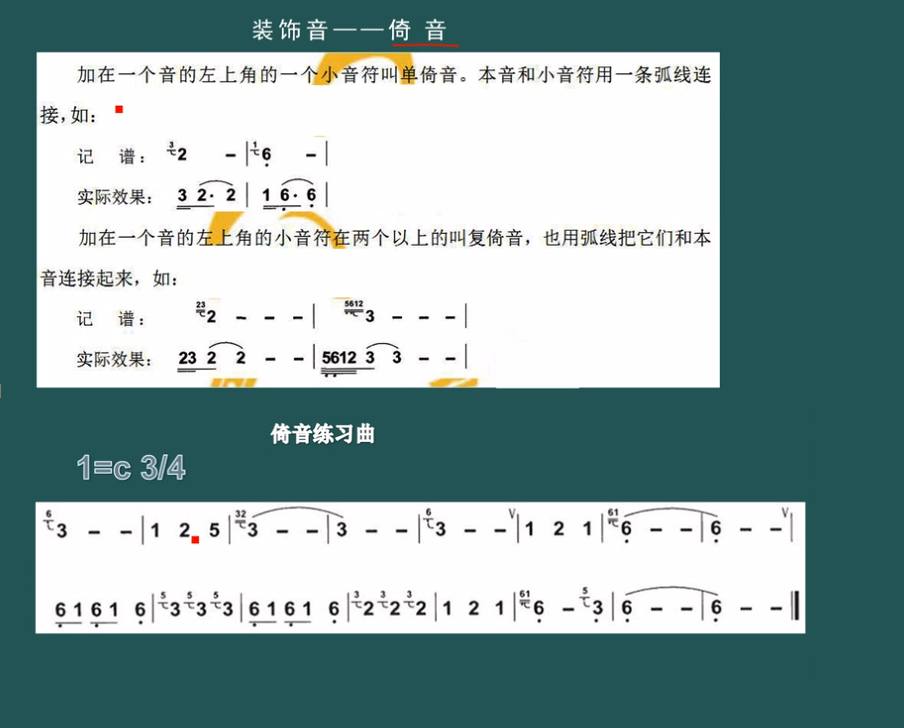 装饰音——倚音
加在一个音的左上角的一个小音符叫单倚音。本音和小音符用一条弧线连
接,如:
记 谱: 3 2 - | 1 6 - |
实际效果: 3 2· 2 | 1 6· 6 |
加在一个音的左上角的小音符在两个以上的叫复倚音,也用弧线把它们和本
音连接起来,如:
记 谱: 23 2 - - - | 5612 3 - - - |
实际效果: 23 2 2 - - | 5612 3 3 - - |
倚音练习曲
1=c 3/4
6 3 - - | 1 2 5 | 32 3 - - | 3 - - | 6 3 - - V | 1 2 1 | 61 6 - - | 6 - - V |
6 1 6 1 6 | 5 3 5 3 5 3 | 6 1 6 1 6 | 3 2 3 2 3 2 | 1 2 1 | 61 6 - 5 3 | 6 - - | 6 - - ‖